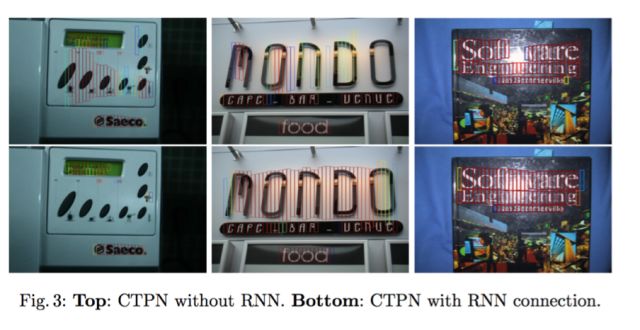 Saeco.
MONDO
CAFE - BAR - VENUE
food
Software
Engineering
Ian Sommerville
Saeco.
MONDO
CAFE - BAR - VENUE
food
Software
Engineering
Ian Sommerville
Fig. 3: Top: CTPN without RNN. Bottom: CTPN with RNN connection.